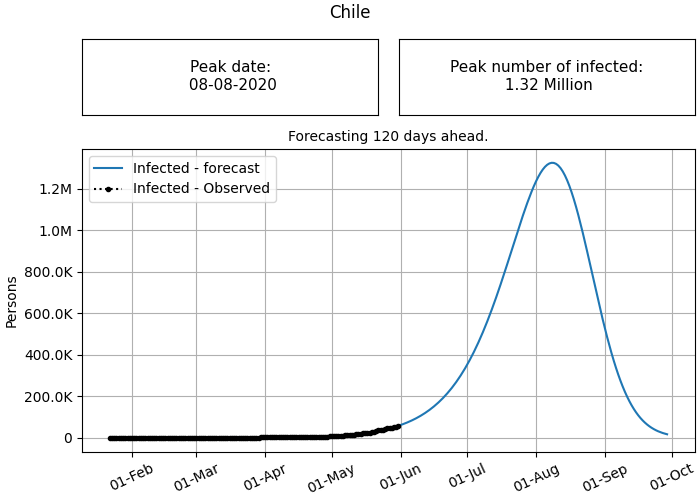 Chile
Peak date:
08-08-2020
Peak number of infected:
1.32 Million
Forecasting 120 days ahead.
Infected - forecast
Infected - Observed
Persons
1.2M
1.0M
800.0K
600.0K
400.0K
200.0K
0
01-Feb
01-Mar
01-Apr
01-May
01-Jun
01-Jul
01-Aug
01-Sep
01-Oct